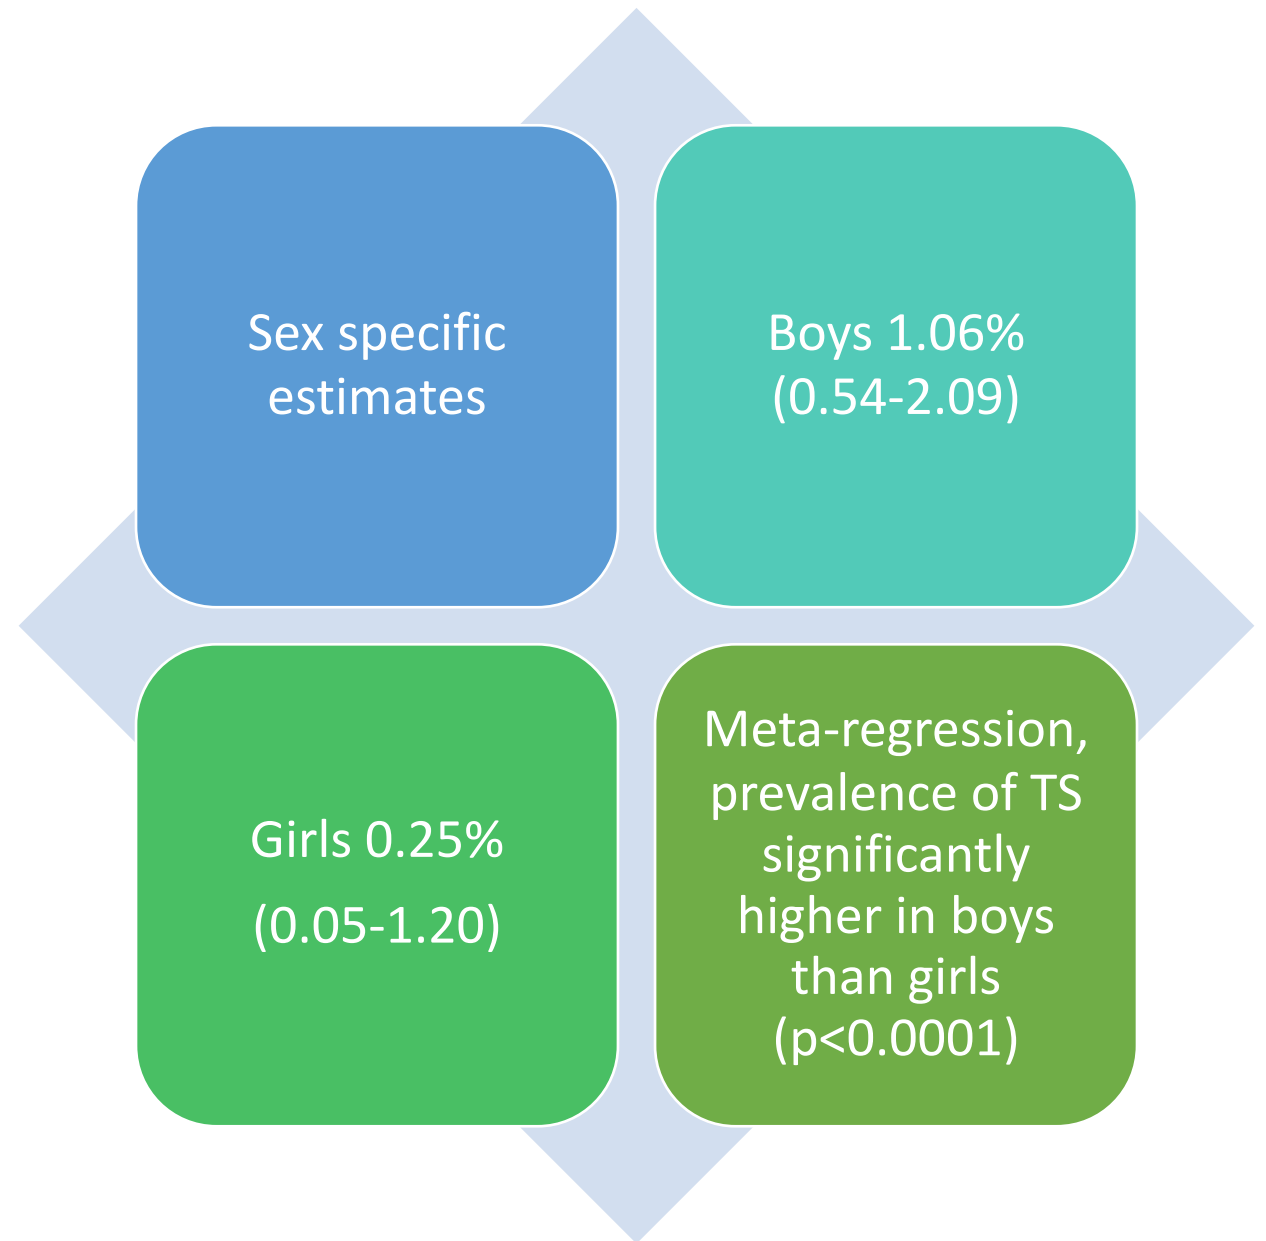 Sex specific
estimates
Boys 1.06%
(0.54-2.09)
Girls 0.25%
(0.05-1.20)
Meta-regression,
prevalence of TS
significantly
higher in boys
than girls
(p<0.0001)